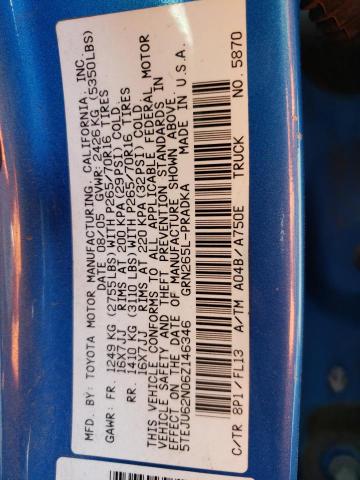 MFD. BY: TOYOTA MOTOR MANUFACTURING, CALIFORNIA, INC.
DATE 08/05 GVWR: 2426 KG (5350LBS)
GAWR: FR. 1249 KG (2755LBS) WITH P265/70R16 TIRES
16X7JJ RIMS AT 200 KPA (29PSI) COLD
RR. 1410 KG (3110 LBS) WITH P265/70R16 TIRES
16X7JJ RIMS AT 220 KPA (32PSI) COLD
THIS VEHICLE CONFORMS TO ALL APPLICABLE FEDERAL MOTOR
VEHICLE SAFETY AND THEFT PREVENTION STANDARDS IN
EFFECT ON THE DATE OF MANUFACTURE SHOWN ABOVE.
5TEJU62N06Z146346 GRN265L-PRADKA MADE IN U.S.A.
C/TR 8P1/FL13 A/TM A04B/A750E TRUCK NO. 5870